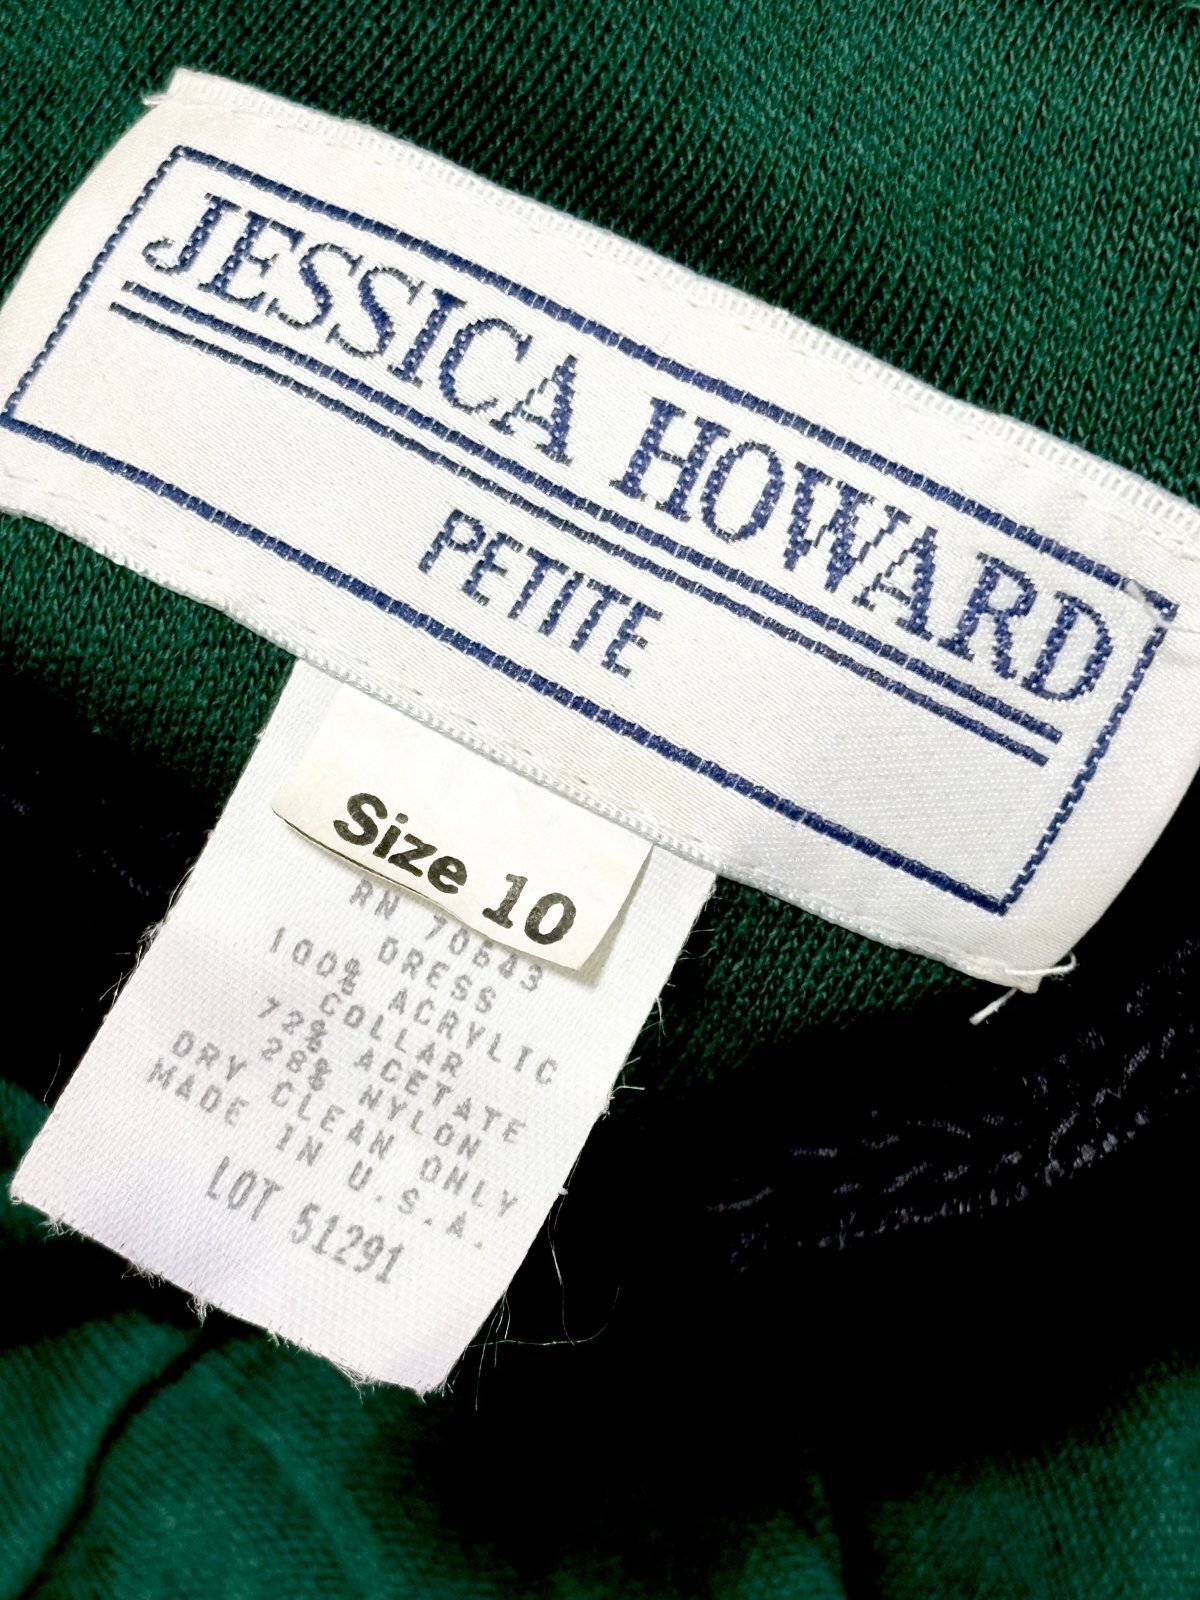 JESSICA HOWARD
PETITE
Size 10
RN 70643
DRESS
100% ACRYLIC
COLLAR
72% ACETATE
28% NYLON
DRY CLEAN ONLY
MADE IN U.S.A.
LOT 51291